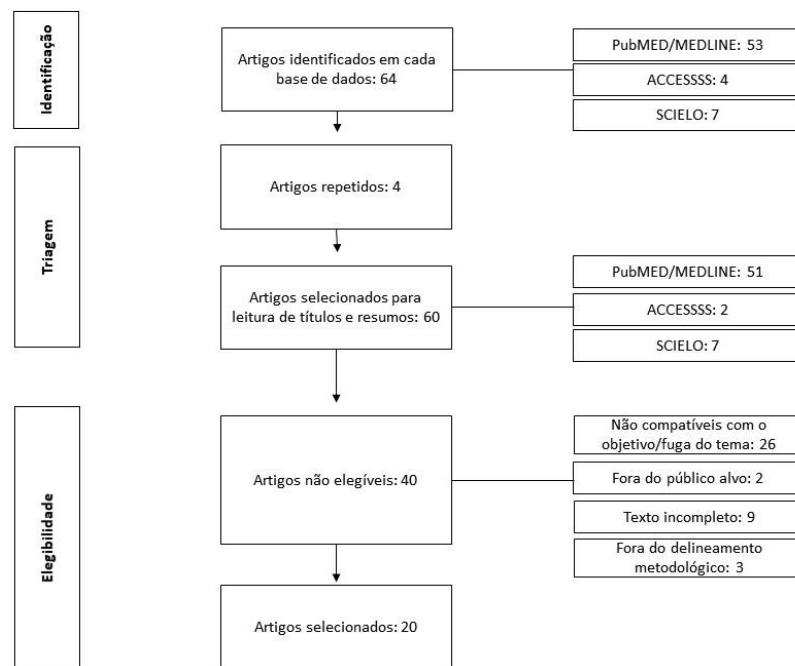 Identificação
Artigos identificados em cada
base de dados: 64
PubMED/MEDLINE: 53
ACCESSSS: 4
SCIELO: 7
Triagem
Artigos repetidos: 4
Artigos selecionados para
leitura de títulos e resumos: 60
PubMED/MEDLINE: 51
ACCESSSS: 2
SCIELO: 7
Elegibilidade
Artigos não elegíveis: 40
Não compatíveis com o
objetivo/fuga do tema: 26
Fora do público alvo: 2
Texto incompleto: 9
Fora do delineamento
metodológico: 3
Artigos selecionados: 20